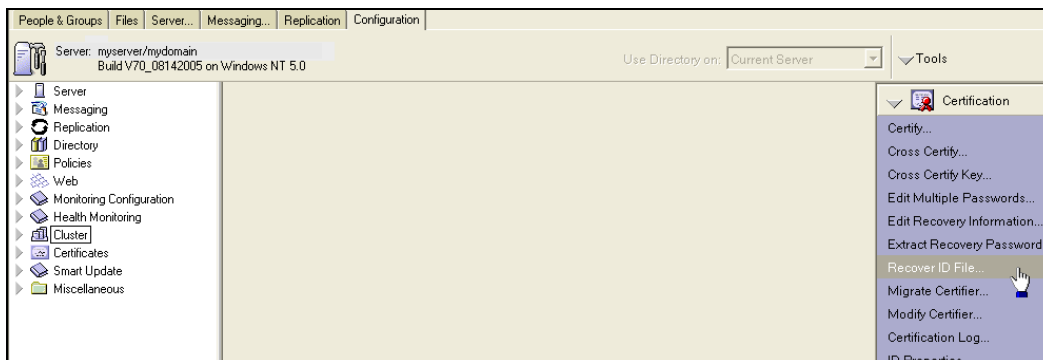 People & Groups Files Server... Messaging... Replication Configuration
Server: myserver/mydomain
Build V70_08142005 on Windows NT 5.0
Use Directory on: Current Server
Tools
Server
Messaging
Replication
Directory
Policies
Web
Monitoring Configuration
Health Monitoring
Cluster
Certificates
Smart Update
Miscellaneous
Certification
Certify...
Cross Certify...
Cross Certify Key...
Edit Multiple Passwords...
Edit Recovery Information...
Extract Recovery Password
Recover ID File...
Migrate Certifier...
Modify Certifier...
Certification Log...
ID Properties